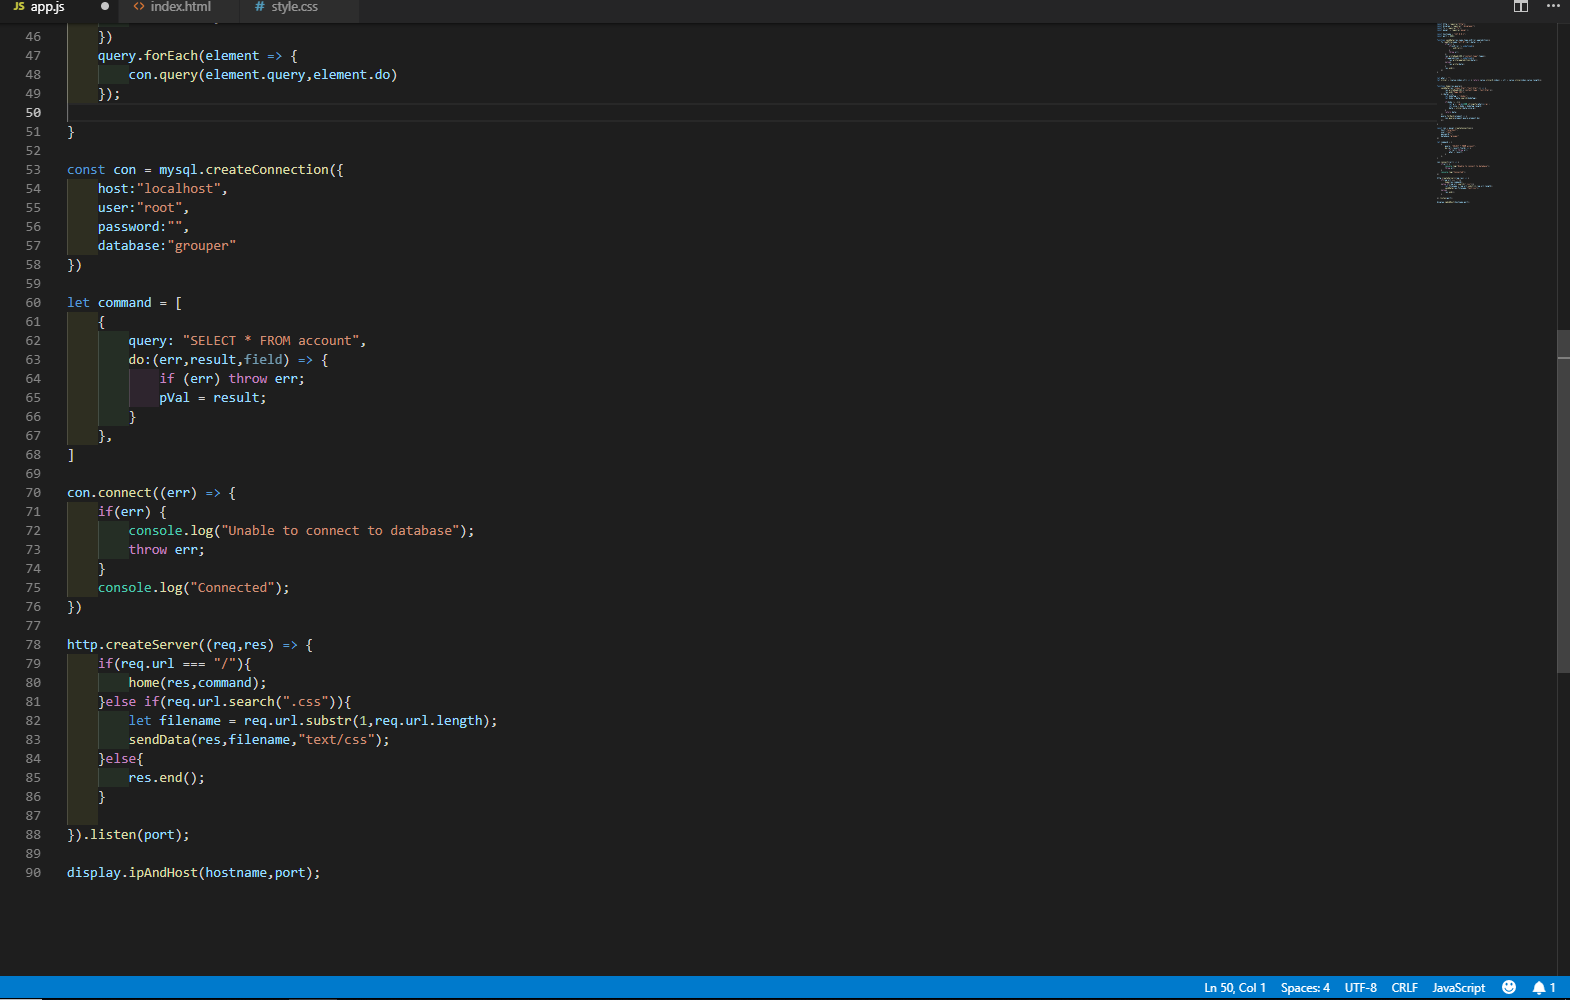 JS app.js
<> index.html
# style.css
46 })
47 query.forEach(element => {
48 con.query(element.query,element.do)
49 });
50
51 }
52
53 const con = mysql.createConnection({
54 host:"localhost",
55 user:"root",
56 password:"",
57 database:"grouper"
58 })
59
60 let command = [
61 {
62 query: "SELECT * FROM account",
63 do:(err,result,field) => {
64 if (err) throw err;
65 pVal = result;
66 }
67 },
68 ]
69
70 con.connect((err) => {
71 if(err) {
72 console.log("Unable to connect to database");
73 throw err;
74 }
75 console.log("Connected");
76 })
77
78 http.createServer((req,res) => {
79 if(req.url === "/"){
80 home(res,command);
81 }else if(req.url.search(".css")){
82 let filename = req.url.substr(1,req.url.length);
83 sendData(res,filename,"text/css");
84 }else{
85 res.end();
86 }
87
88 }).listen(port);
89
90 display.ipAndHost(hostname,port);
Ln 50, Col 1 Spaces: 4 UTF-8 CRLF JavaScript 1